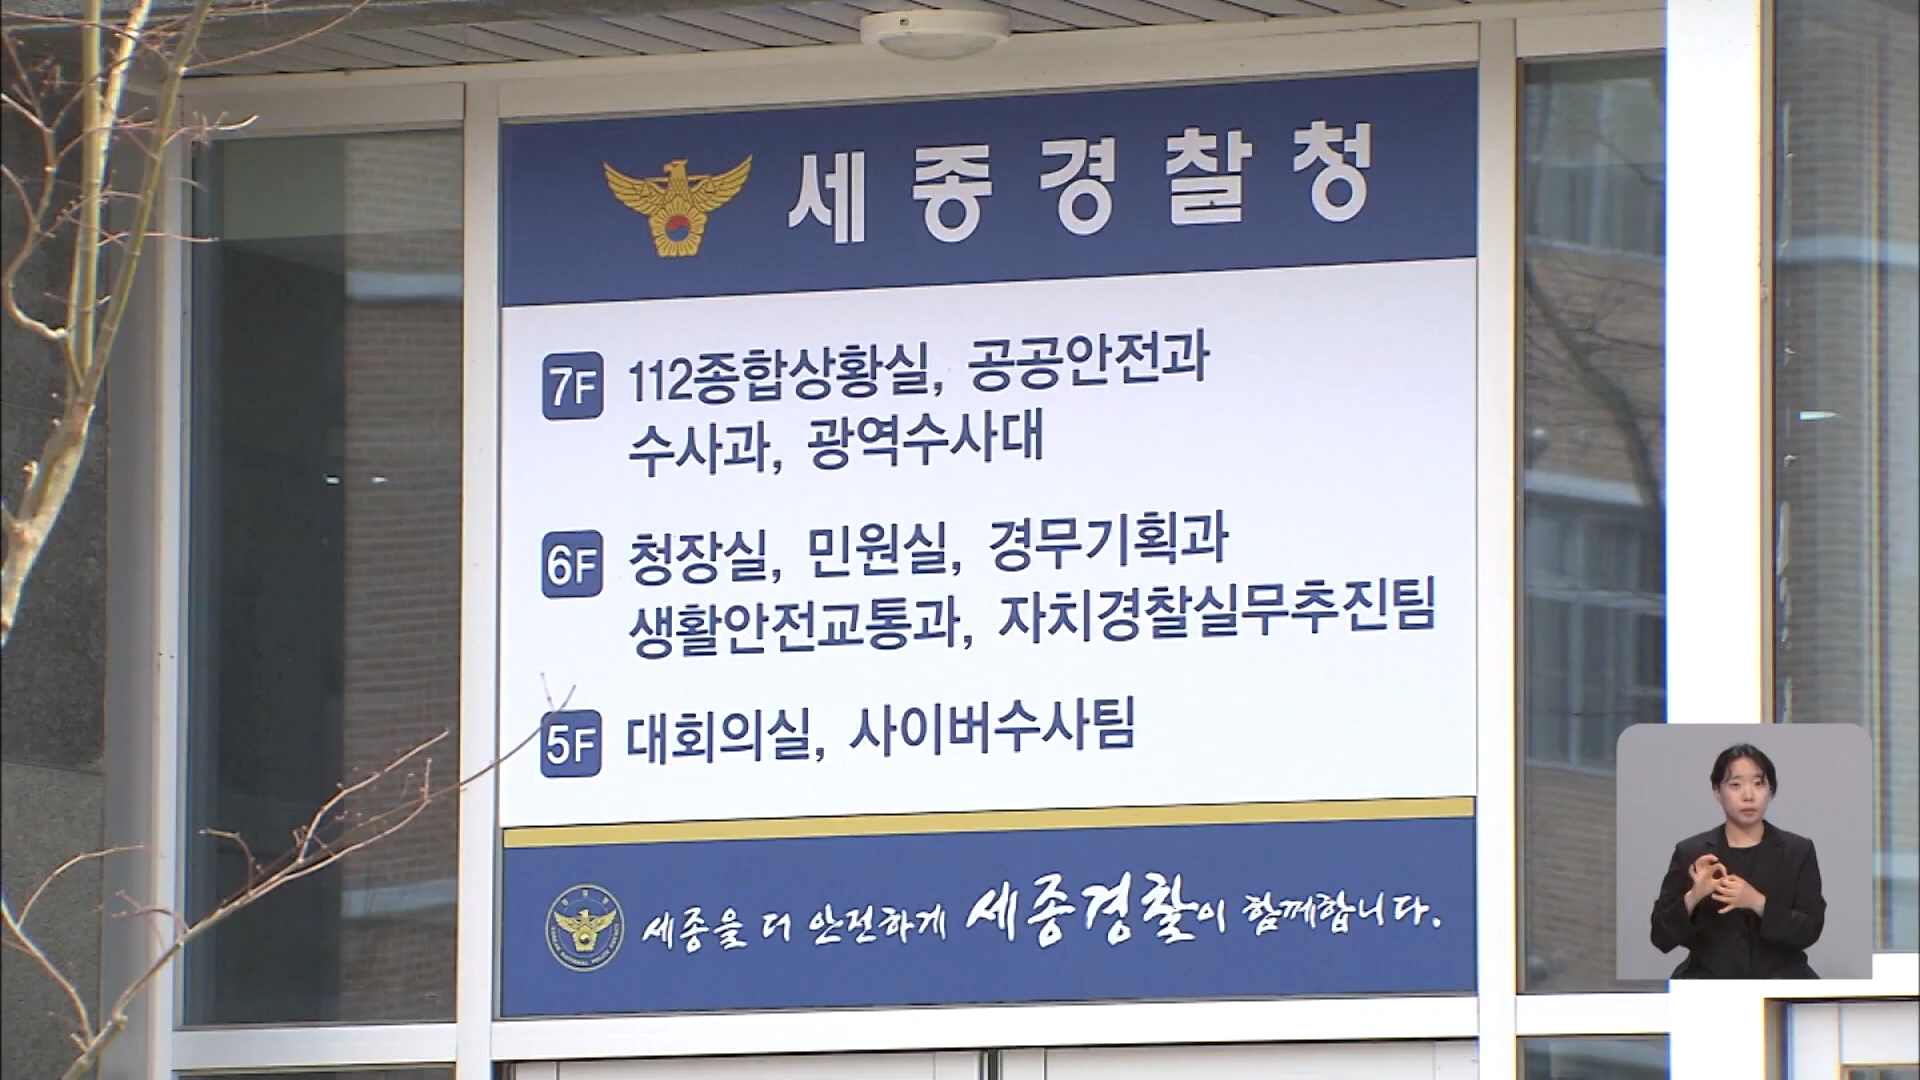 세종경찰청
7F 112종합상황실, 공공안전과
수사과, 광역수사대
6F 청장실, 민원실, 경무기획과
생활안전교통과, 자치경찰실무추진팀
5F 대회의실, 사이버수사팀
세종을 더 안전하게 세종경찰이 함께합니다.